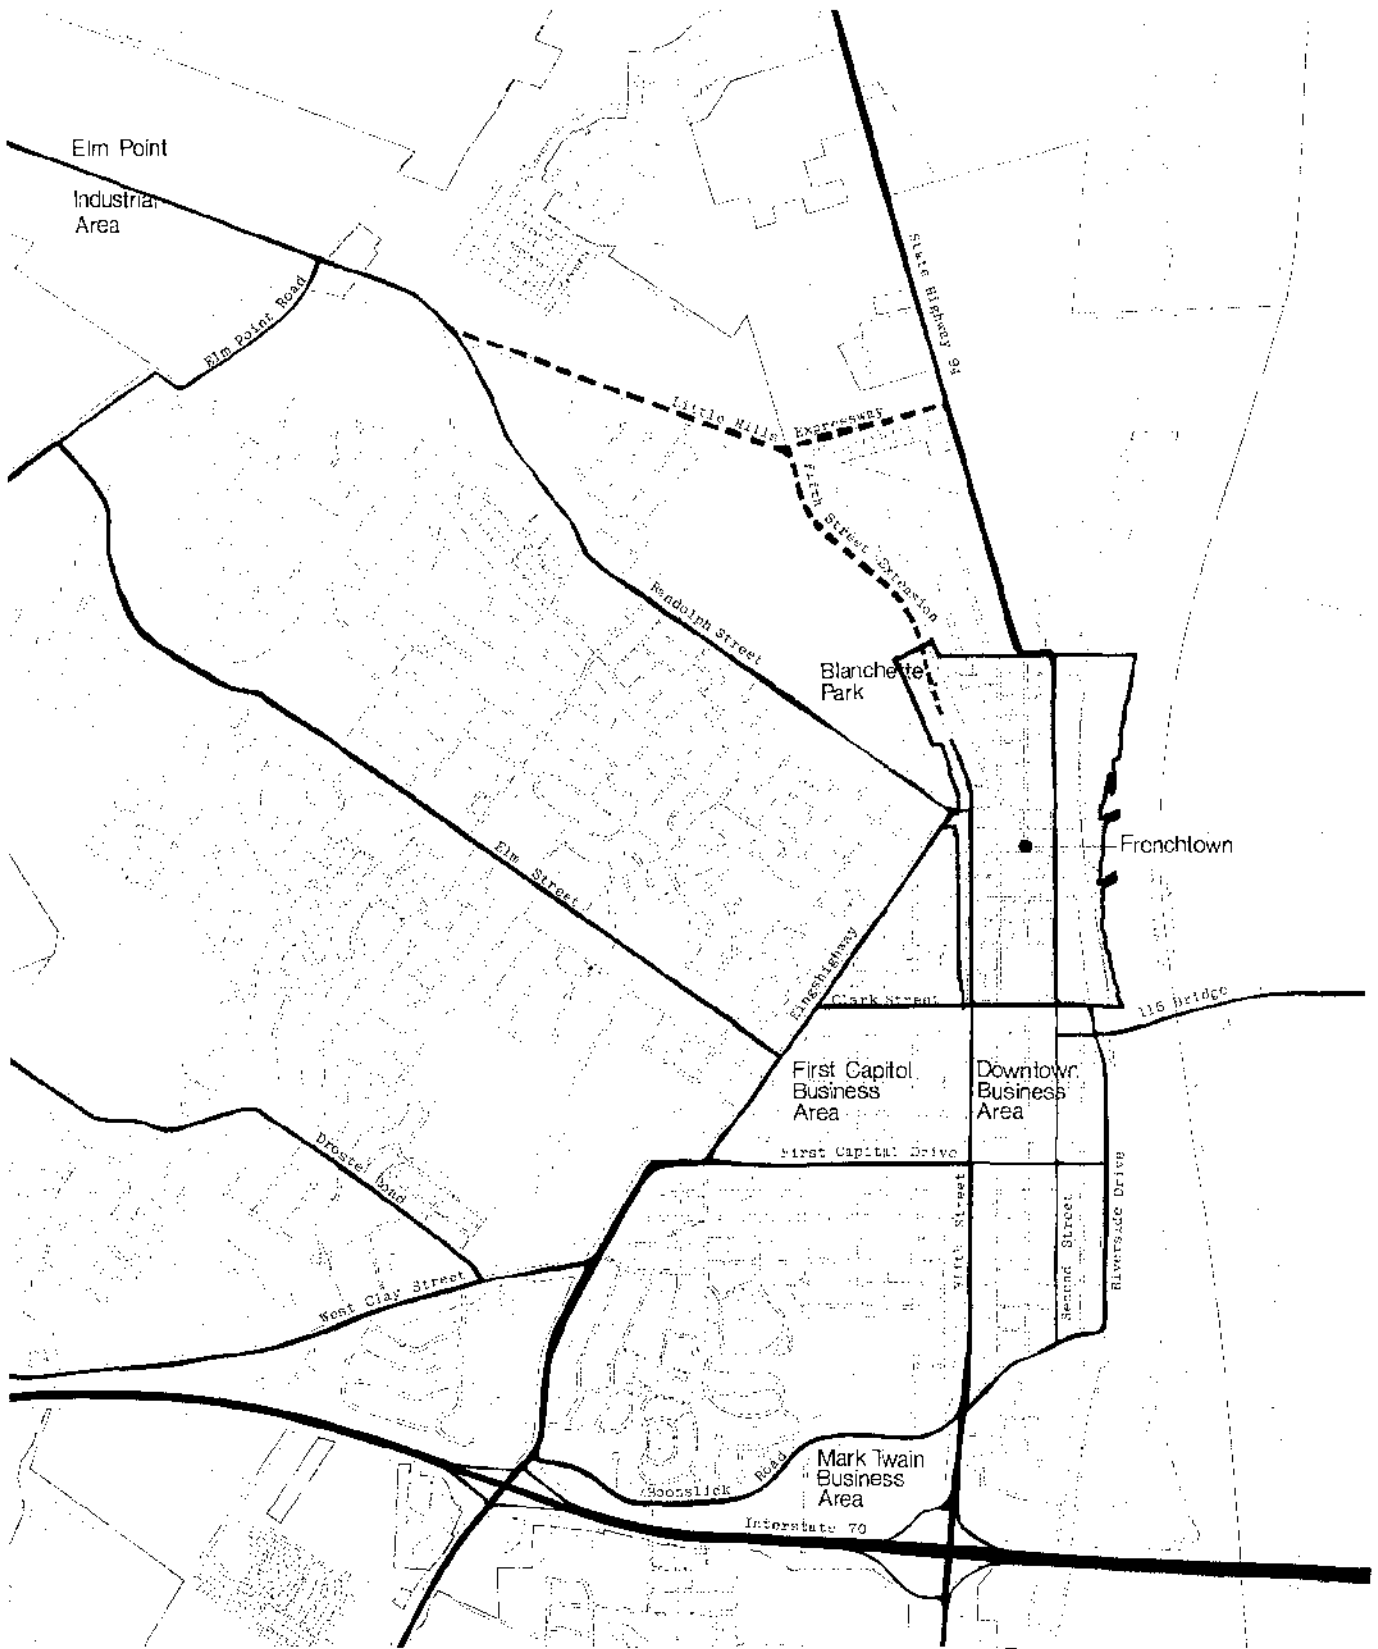 Elm Point
Industrial
Area
State Highway 94
Elm Point Road
Little Hills Expressway
Fifth Street Extension
Randolph Street
Blanchette
Park
Elm Street
Frenchtown
Kingshighway
Clark Street
115 Bridge
First Capitol
Business
Area
Downtown
Business
Area
Droste Road
First Capital Drive
Fifth Street
Second Street
Riverside Drive
West Clay Street
Boonslick Road
Mark Twain
Business
Area
Interstate 70